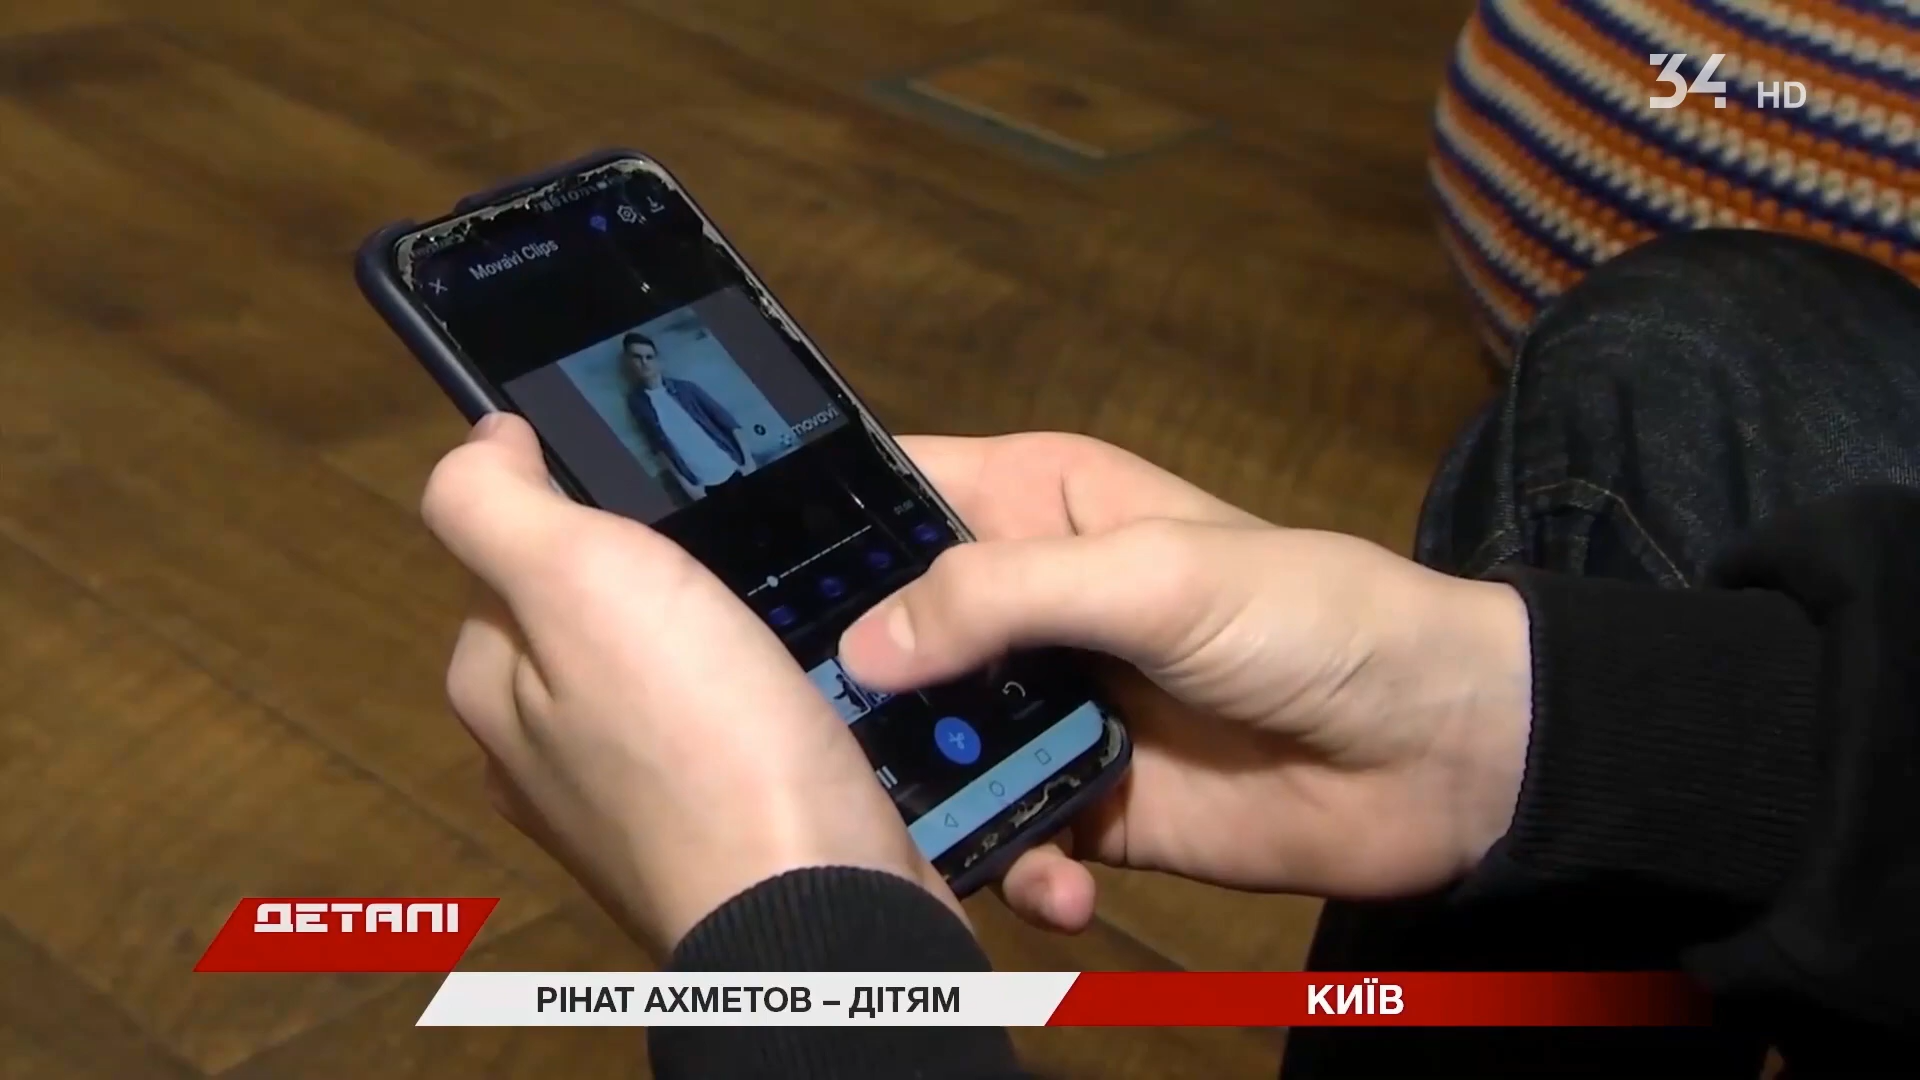 34 HD
Movavi Clips
movavi
ДЕТАЛІ
РІНАТ АХМЕТОВ – ДІТЯМ
КИЇВ